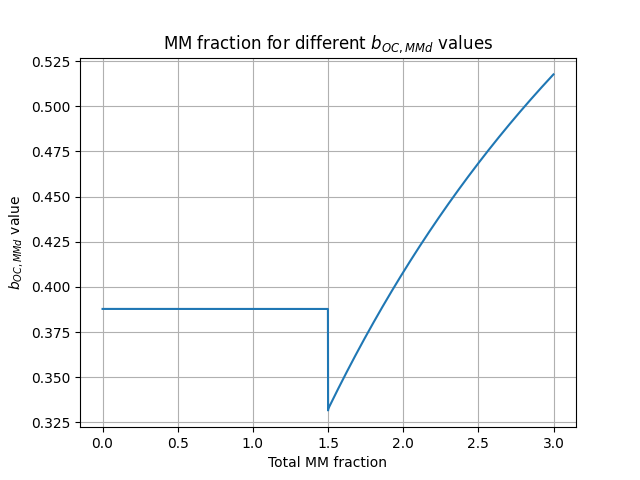 MM fraction for different b_{OC, MMd} values
0.525
0.500
0.475
0.450
0.425
0.400
0.375
0.350
0.325
b_{OC, MMd} value
0.0 0.5 1.0 1.5 2.0 2.5 3.0
Total MM fraction